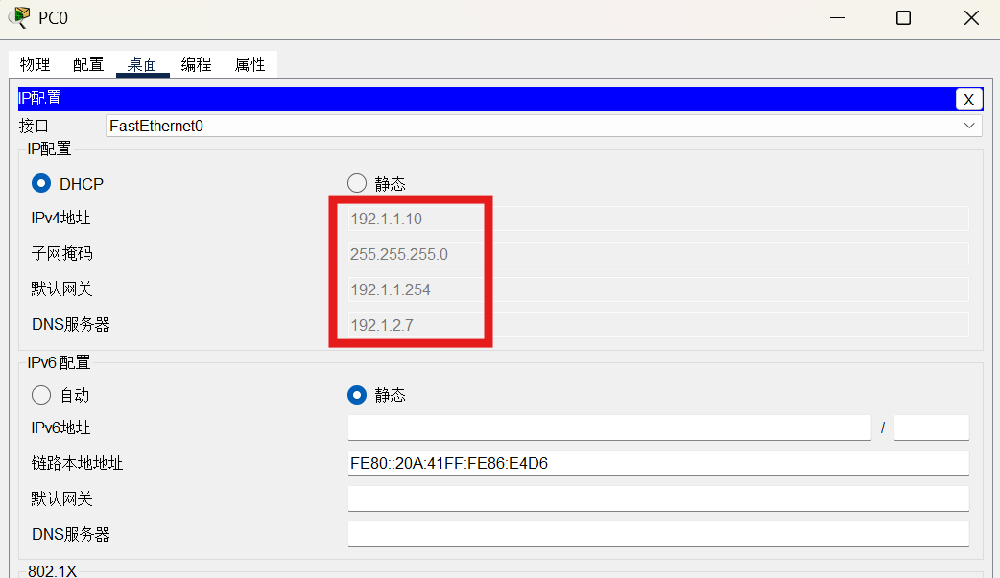 PC0
物理 配置 桌面 编程 属性
IP配置 X
接口 FastEthernet0
IP配置
DHCP 静态
IPv4地址 192.1.1.10
子网掩码 255.255.255.0
默认网关 192.1.1.254
DNS服务器 192.1.2.7
IPv6 配置
自动 静态
IPv6地址 /
链路本地地址 FE80::20A:41FF:FE86:E4D6
默认网关
DNS服务器
802.1X